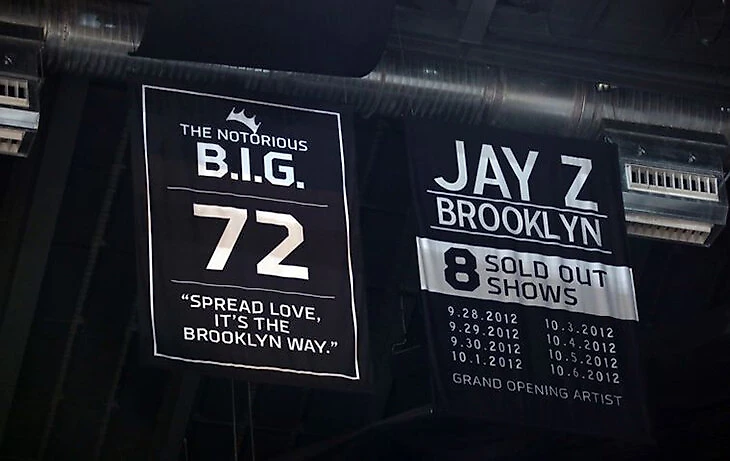 THE NOTORIOUS
B.I.G.
72
“SPREAD LOVE,
IT’S THE
BROOKLYN WAY.”
JAY Z
BROOKLYN
8 SOLD OUT
SHOWS
9.28.2012 10.3.2012
9.29.2012 10.4.2012
9.30.2012 10.5.2012
10.1.2012 10.6.2012
GRAND OPENING ARTIST